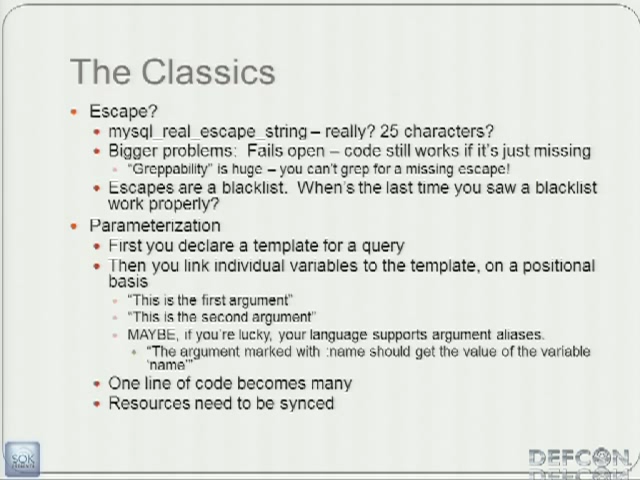 The Classics
Escape?
mysql_real_escape_string – really? 25 characters?
Bigger problems: Fails open – code still works if it's just missing
"Greppability" is huge – you can't grep for a missing escape!
Escapes are a blacklist. When's the last time you saw a blacklist
work properly?
Parameterization
First you declare a template for a query
Then you link individual variables to the template, on a positional
basis
"This is the first argument"
"This is the second argument"
MAYBE, if you're lucky, your language supports argument aliases.
"The argument marked with :name should get the value of the variable
'name'"
One line of code becomes many
Resources need to be synced
SOK
DEFCON